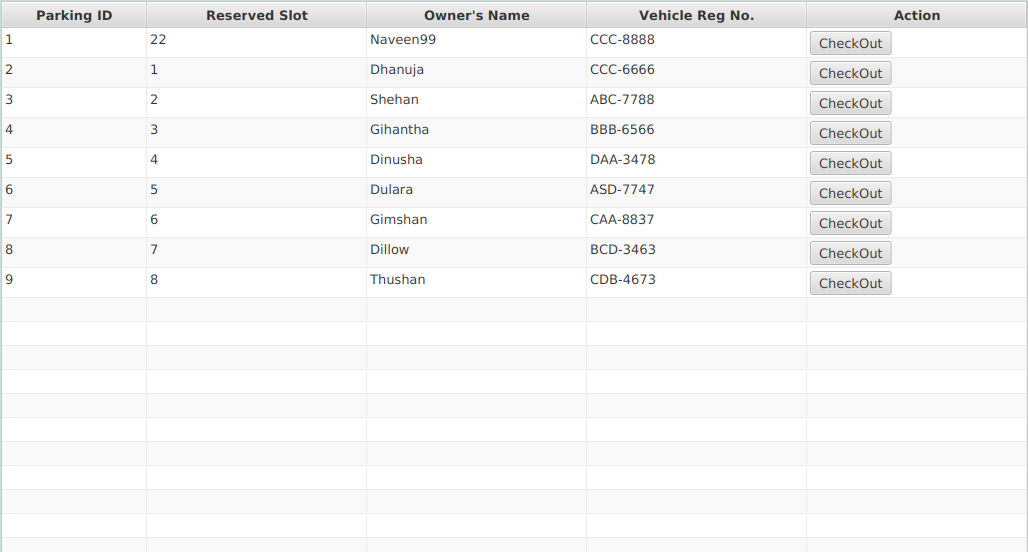 Parking ID Reserved Slot Owner's Name Vehicle Reg No. Action
1 22 Naveen99 CCC-8888 CheckOut
2 1 Dhanuja CCC-6666 CheckOut
3 2 Shehan ABC-7788 CheckOut
4 3 Gihantha BBB-6566 CheckOut
5 4 Dinusha DAA-3478 CheckOut
6 5 Dulara ASD-7747 CheckOut
7 6 Gimshan CAA-8837 CheckOut
8 7 Dillow BCD-3463 CheckOut
9 8 Thushan CDB-4673 CheckOut